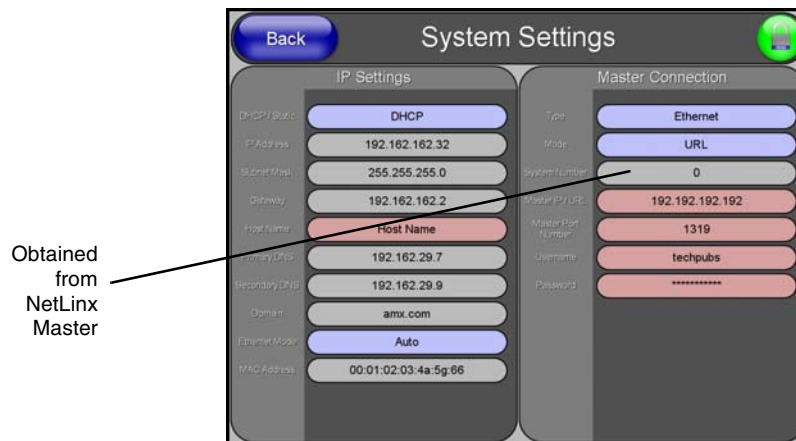 Back
System Settings
IP Settings
DHCP / Static
DHCP
IP Address
192.162.162.32
Subnet Mask
255.255.255.0
Gateway
192.162.162.2
Host Name
Host Name
Primary DNS
192.162.29.7
Secondary DNS
192.162.29.9
Domain
amx.com
Ethernet Mode
Auto
MAC Address
00:01:02:03:4a:5g:66
Master Connection
Type
Ethernet
Mode
URL
System Number
0
Master IP / URL
192.192.192.192
Master Port
Number
1319
Username
techpubs
Password
***********
Obtained
from
NetLinx
Master